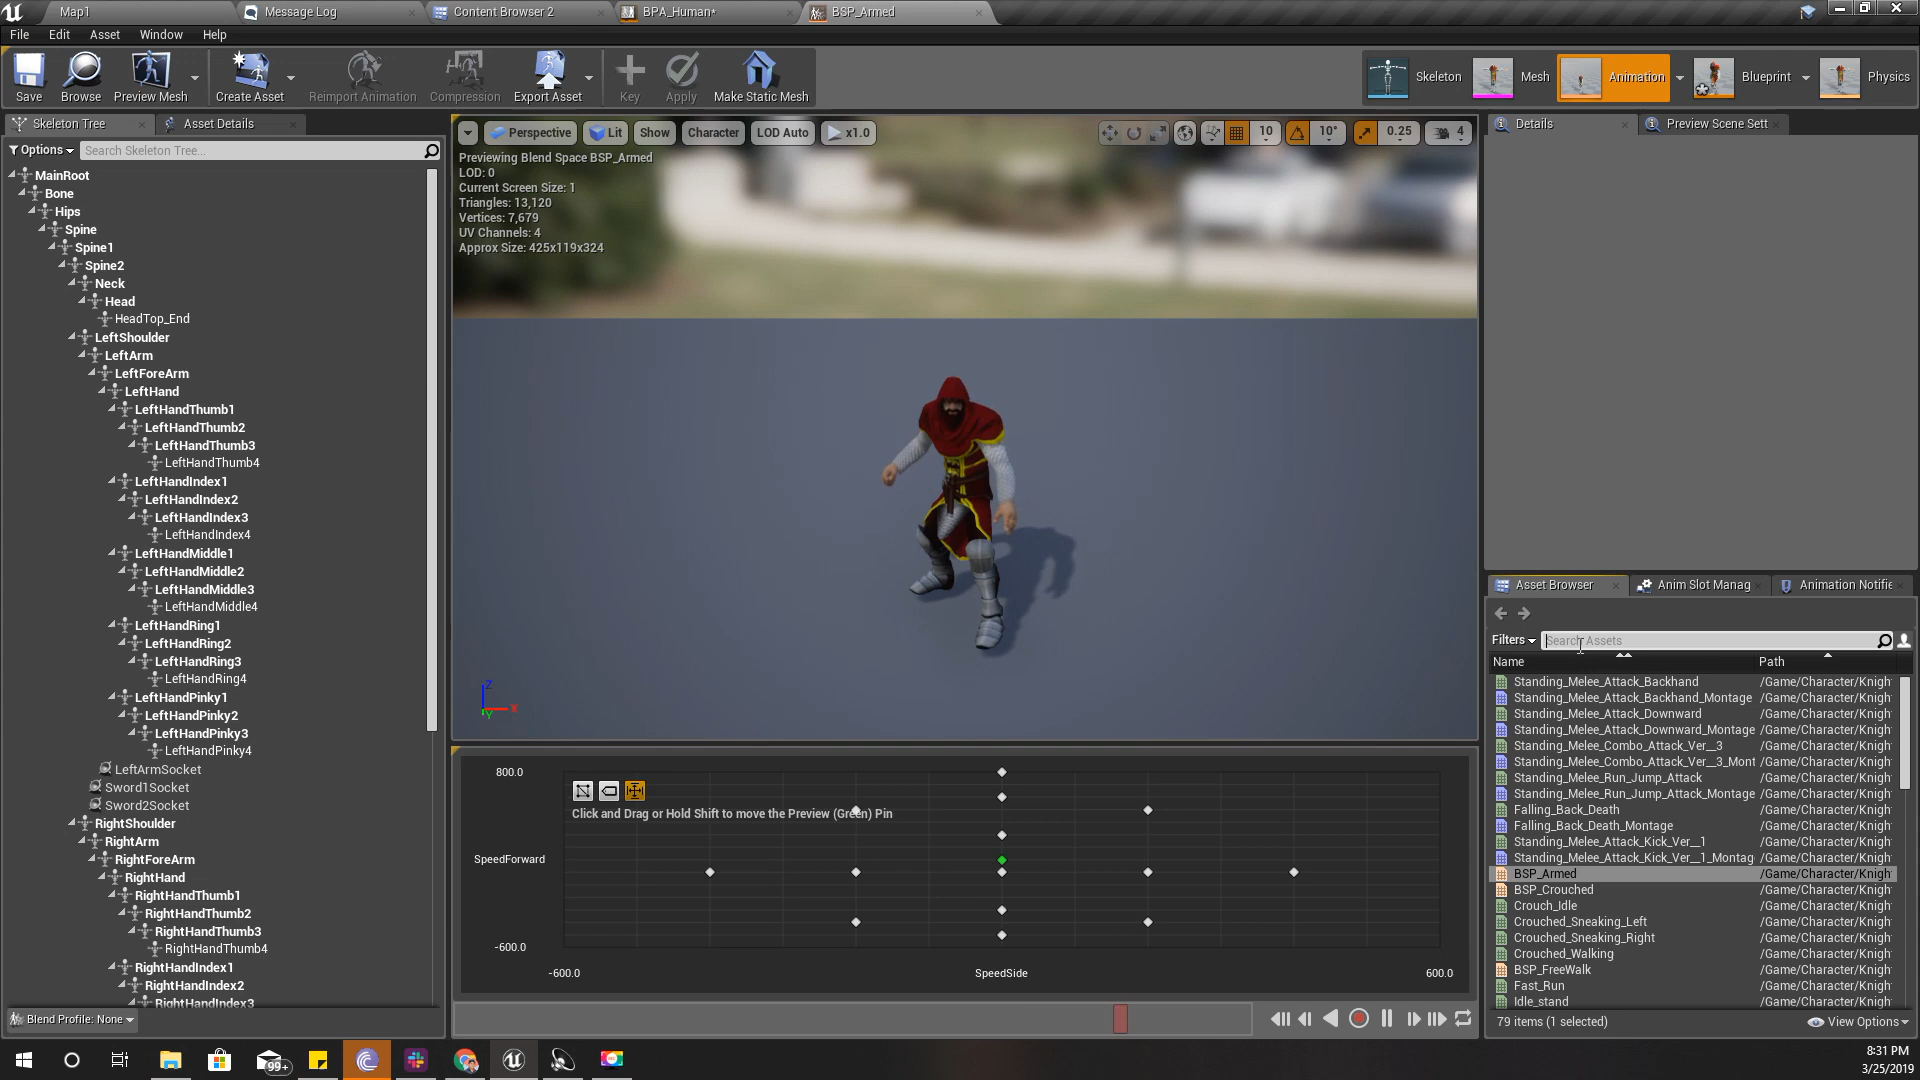 Map1
Message Log
Content Browser 2
BPA_Human*
BSP_Armed
File Edit Asset Window Help
Save
Browse
Preview Mesh
Create Asset
Reimport Animation
Compression
Export Asset
Key
Apply
Make Static Mesh
Skeleton
Mesh
Animation
Blueprint
Physics
Skeleton Tree
Asset Details
Options
Search Skeleton Tree...
MainRoot
Bone
Hips
Spine
Spine1
Spine2
Neck
Head
HeadTop_End
LeftShoulder
LeftArm
LeftForeArm
LeftHand
LeftHandThumb1
LeftHandThumb2
LeftHandThumb3
LeftHandThumb4
LeftHandIndex1
LeftHandIndex2
LeftHandIndex3
LeftHandIndex4
LeftHandMiddle1
LeftHandMiddle2
LeftHandMiddle3
LeftHandMiddle4
LeftHandRing1
LeftHandRing2
LeftHandRing3
LeftHandRing4
LeftHandPinky1
LeftHandPinky2
LeftHandPinky3
LeftHandPinky4
LeftArmSocket
Sword1Socket
Sword2Socket
RightShoulder
RightArm
RightForeArm
RightHand
RightHandThumb1
RightHandThumb2
RightHandThumb3
RightHandThumb4
RightHandIndex1
RightHandIndex2
RightHandIndex3
Blend Profile: None
Perspective
Lit
Show
Character
LOD Auto
x1.0
10
10°
0.25
4
Previewing Blend Space BSP_Armed
LOD: 0
Current Screen Size: 1
Triangles: 13,120
Vertices: 7,679
UV Channels: 4
Approx Size: 425x119x324
Z
X
Y
800.0
Click and Drag or Hold Shift to move the Preview (Green) Pin
SpeedForward
-600.0
-600.0
SpeedSide
600.0
Details
Preview Scene Sett
Asset Browser
Anim Slot Manag
Animation Notifie
Filters
Search Assets
Name
Path
Standing_Melee_Attack_Backhand /Game/Character/Knigh
Standing_Melee_Attack_Backhand_Montage /Game/Character/Knigh
Standing_Melee_Attack_Downward /Game/Character/Knigh
Standing_Melee_Attack_Downward_Montage /Game/Character/Knigh
Standing_Melee_Combo_Attack_Ver__3 /Game/Character/Knigh
Standing_Melee_Combo_Attack_Ver__3_Mont /Game/Character/Knigh
Standing_Melee_Run_Jump_Attack /Game/Character/Knigh
Standing_Melee_Run_Jump_Attack_Montage /Game/Character/Knigh
Falling_Back_Death /Game/Character/Knigh
Falling_Back_Death_Montage /Game/Character/Knigh
Standing_Melee_Attack_Kick_Ver__1 /Game/Character/Knigh
Standing_Melee_Attack_Kick_Ver__1_Montag /Game/Character/Knigh
BSP_Armed /Game/Character/Knigh
BSP_Crouched /Game/Character/Knigh
Crouch_Idle /Game/Character/Knigh
Crouched_Sneaking_Left /Game/Character/Knigh
Crouched_Sneaking_Right /Game/Character/Knigh
Crouched_Walking /Game/Character/Knigh
BSP_FreeWalk /Game/Character/Knigh
Fast_Run /Game/Character/Knigh
Idle_stand /Game/Character/Knigh
79 items (1 selected)
View Options
99+
8:31 PM
3/25/2019